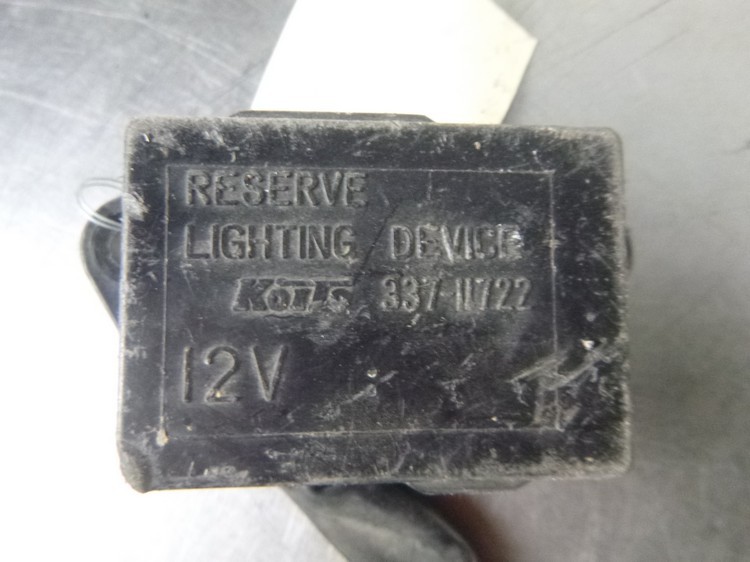 RESERVE
LIGHTING DEVICE
KOITO 337-11722
12V